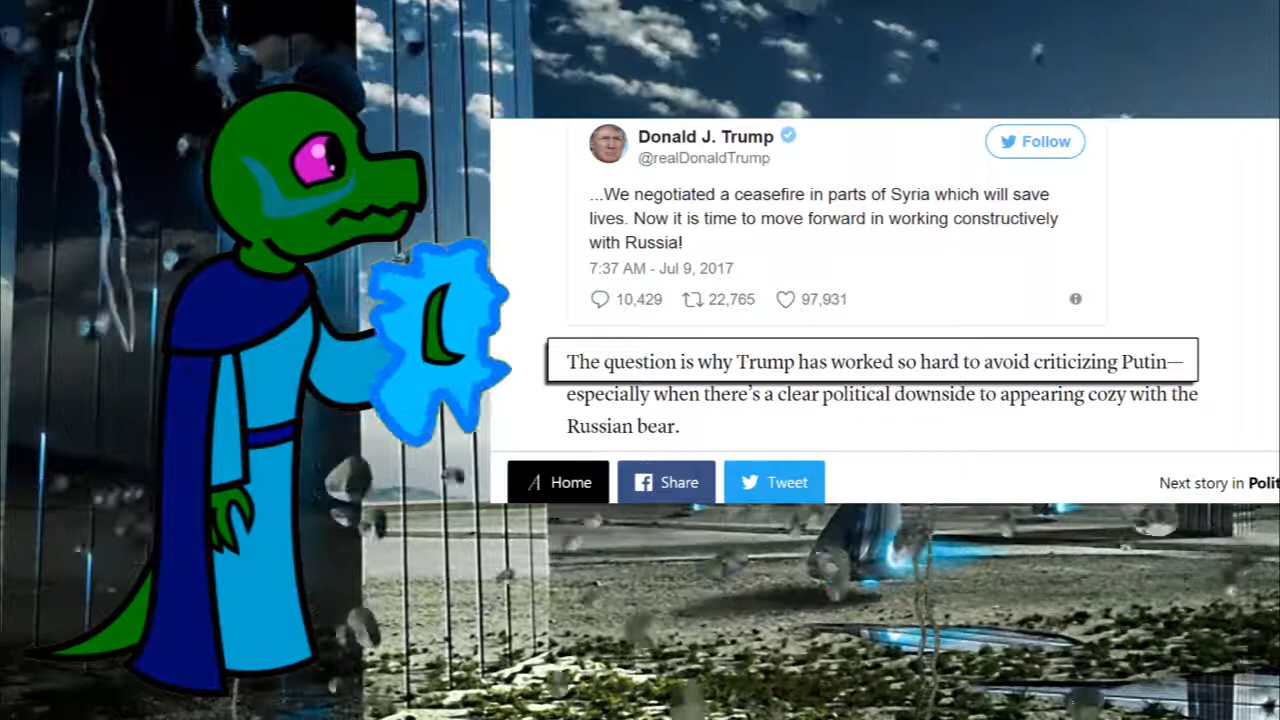 Donald J. Trump
Follow
@realDonaldTrump
...We negotiated a ceasefire in parts of Syria which will save
lives. Now it is time to move forward in working constructively
with Russia!
7:37 AM - Jul 9, 2017
10,429 22,765 97,931
The question is why Trump has worked so hard to avoid criticizing Putin—
especially when there’s a clear political downside to appearing cozy with the
Russian bear.
A Home
Share
Tweet
Next story in Polit